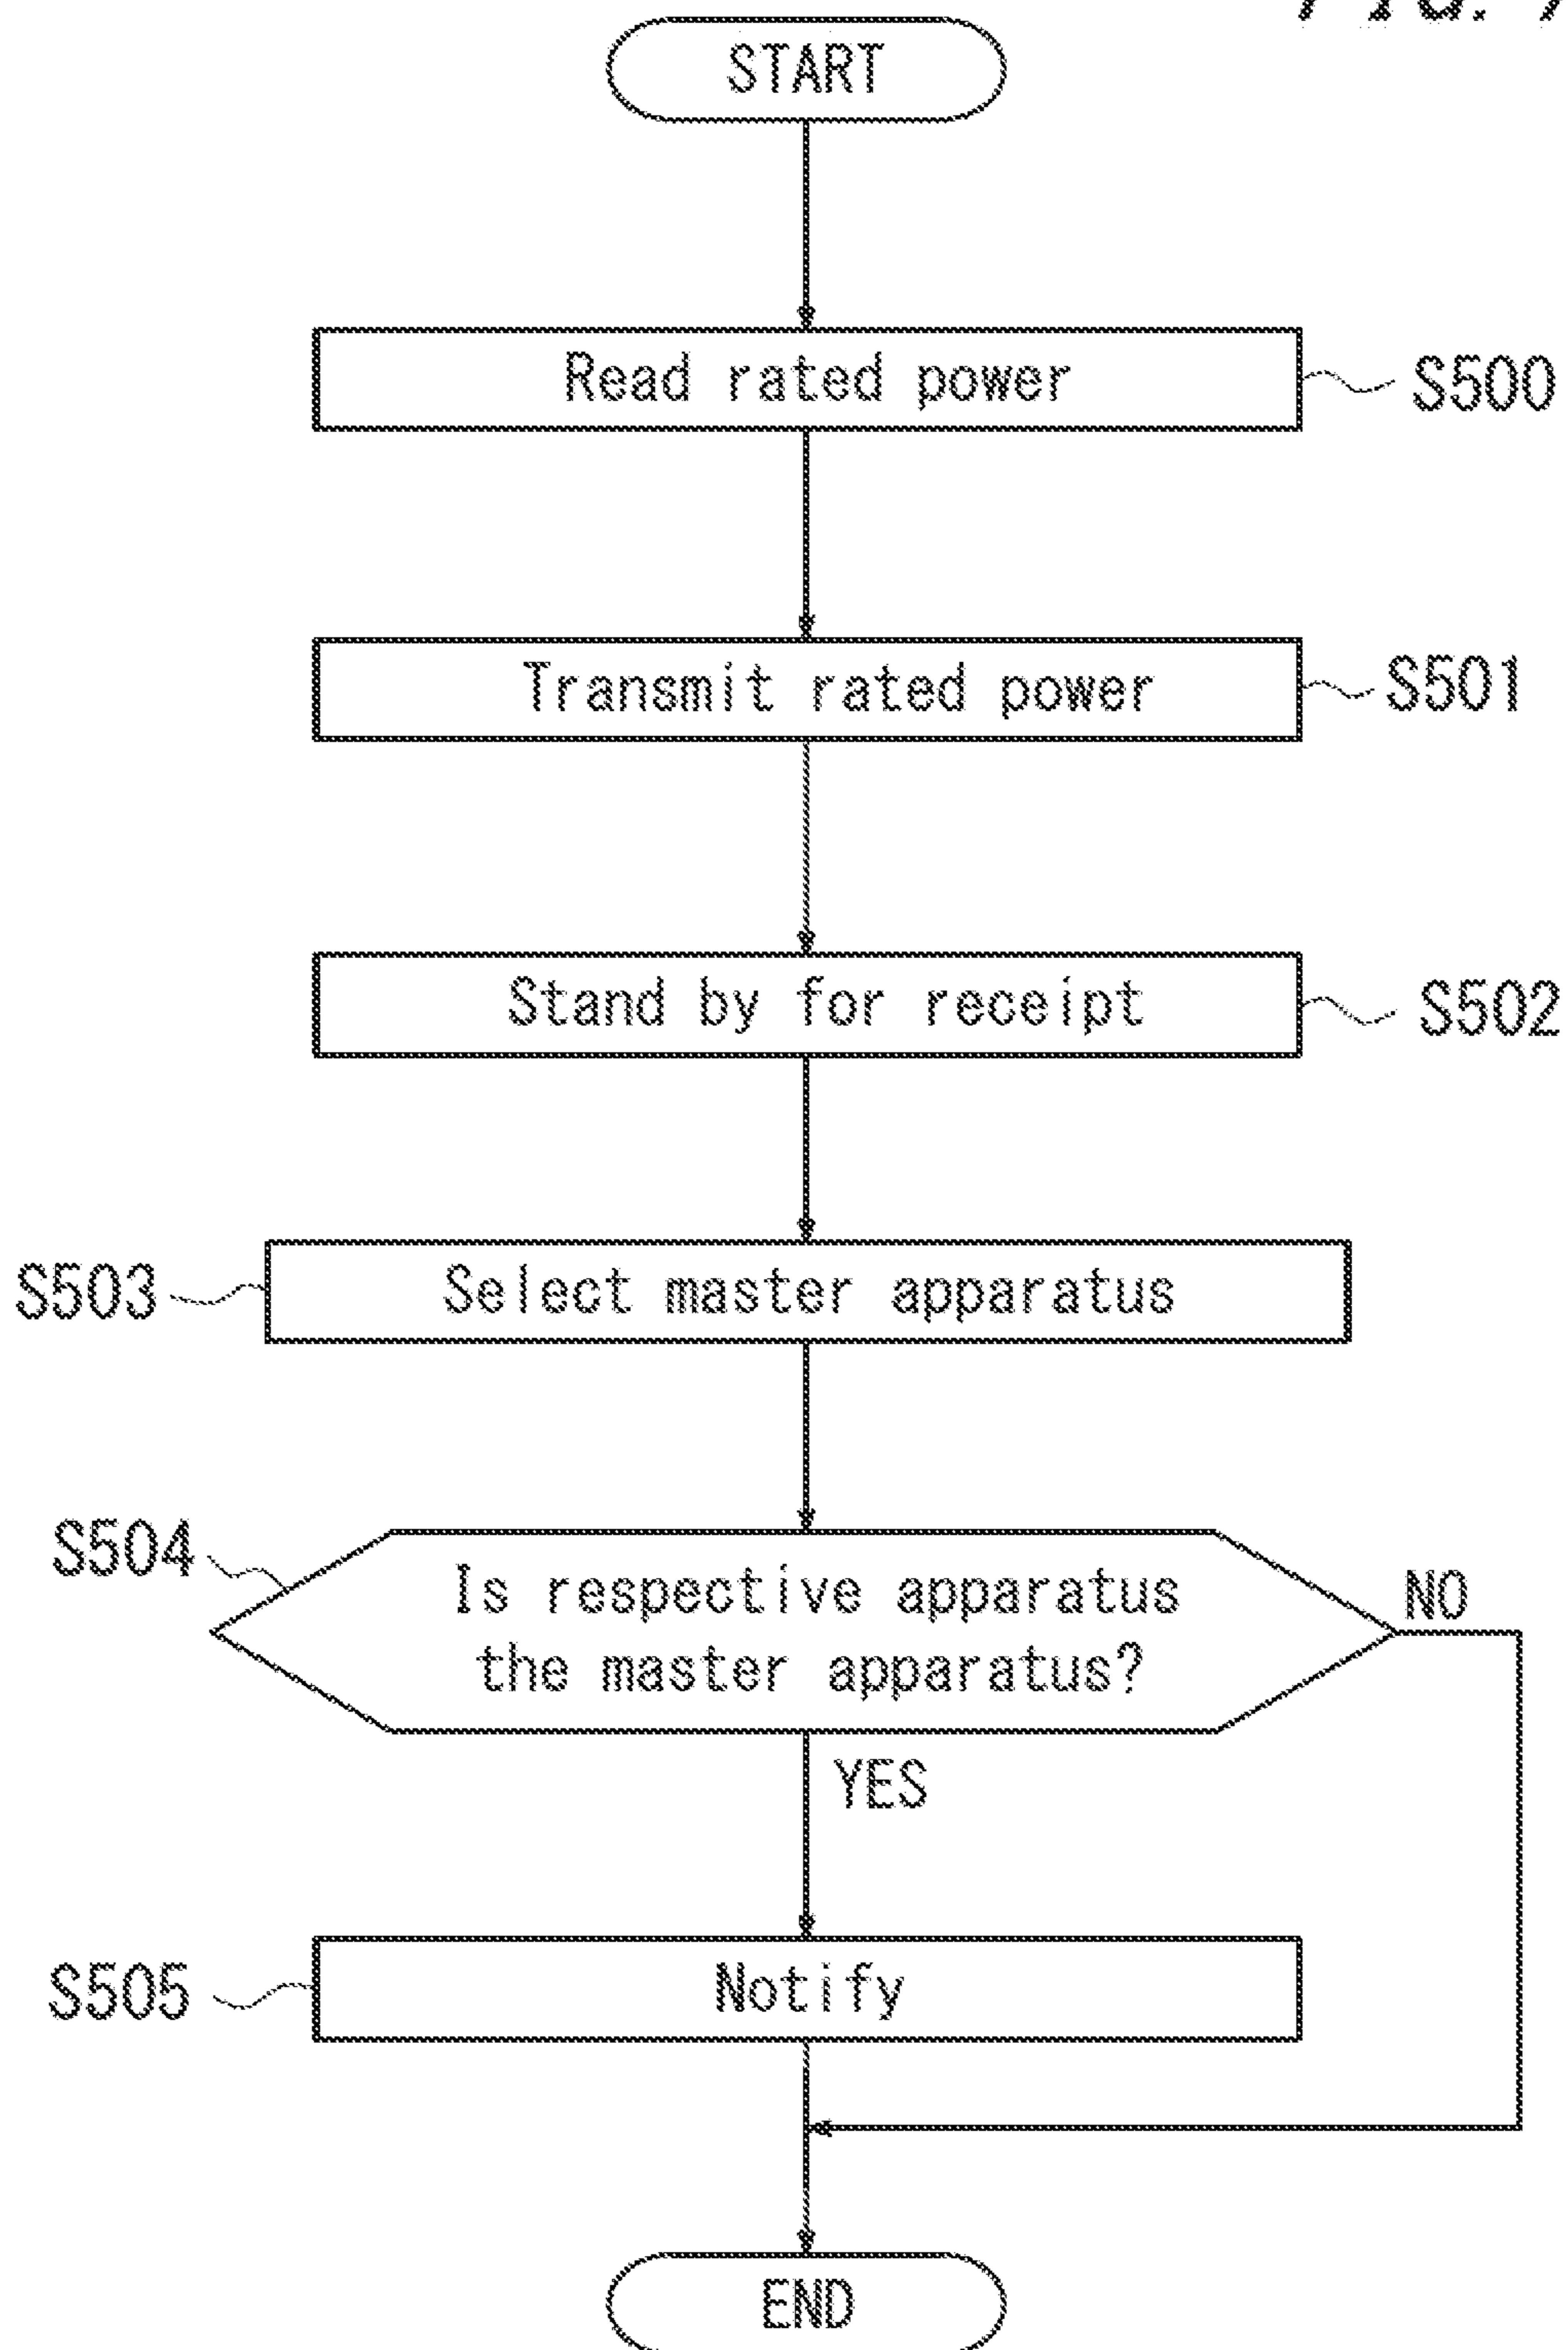 START
Read rated power
S500
Transmit rated power
S501
Stand by for receipt
S502
S503
Select master apparatus
S504
Is respective apparatus
the master apparatus?
NO
YES
S505
Notify
END